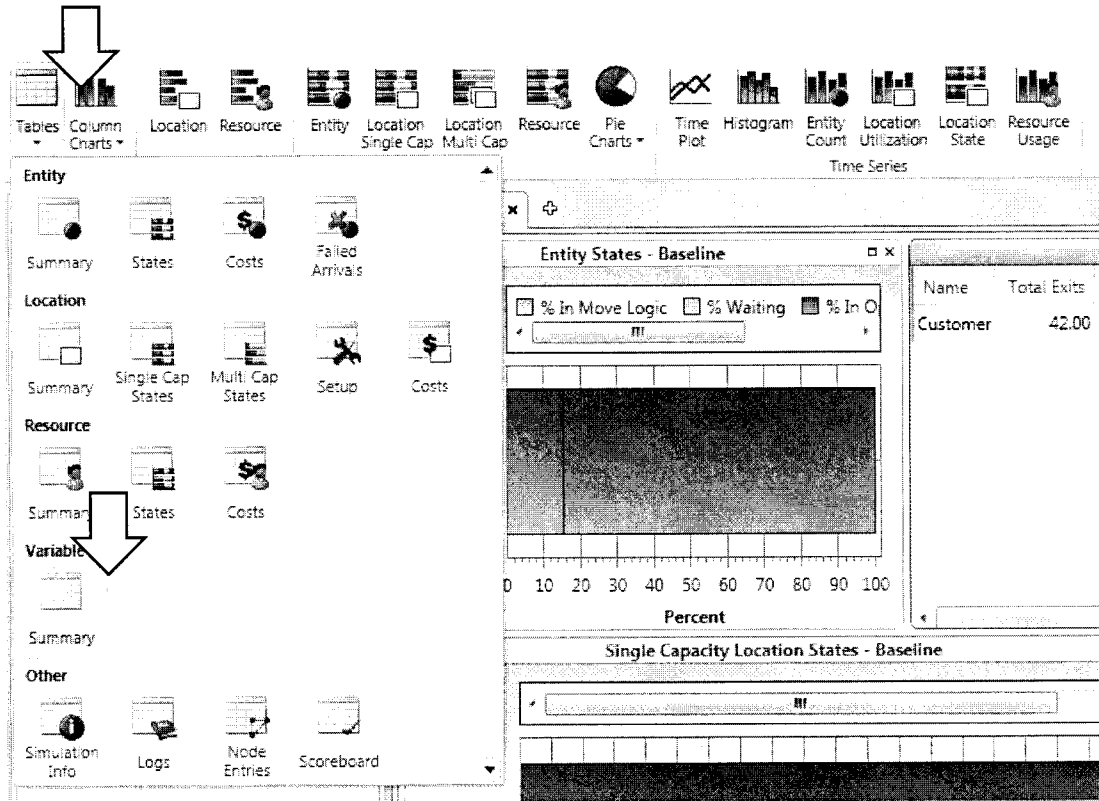 Tables Column Charts Location Resource Entity Location Single Cap Location Multi Cap Resource Pie Charts Time Plot Histogram Entity Count Location Utilization Location State Resource Usage
Time Series
Entity
Summary States Costs Failed Arrivals
Location
Summary Single Cap States Multi Cap States Setup Costs
Resource
Summary States Costs
Variable
Summary
Other
Simulation Info Logs Node Entries Scoreboard
Entity States - Baseline
% In Move Logic % Waiting % In O
10 20 30 40 50 60 70 80 90 100
Percent
Name Total Exits
Customer 42.00
Single Capacity Location States - Baseline